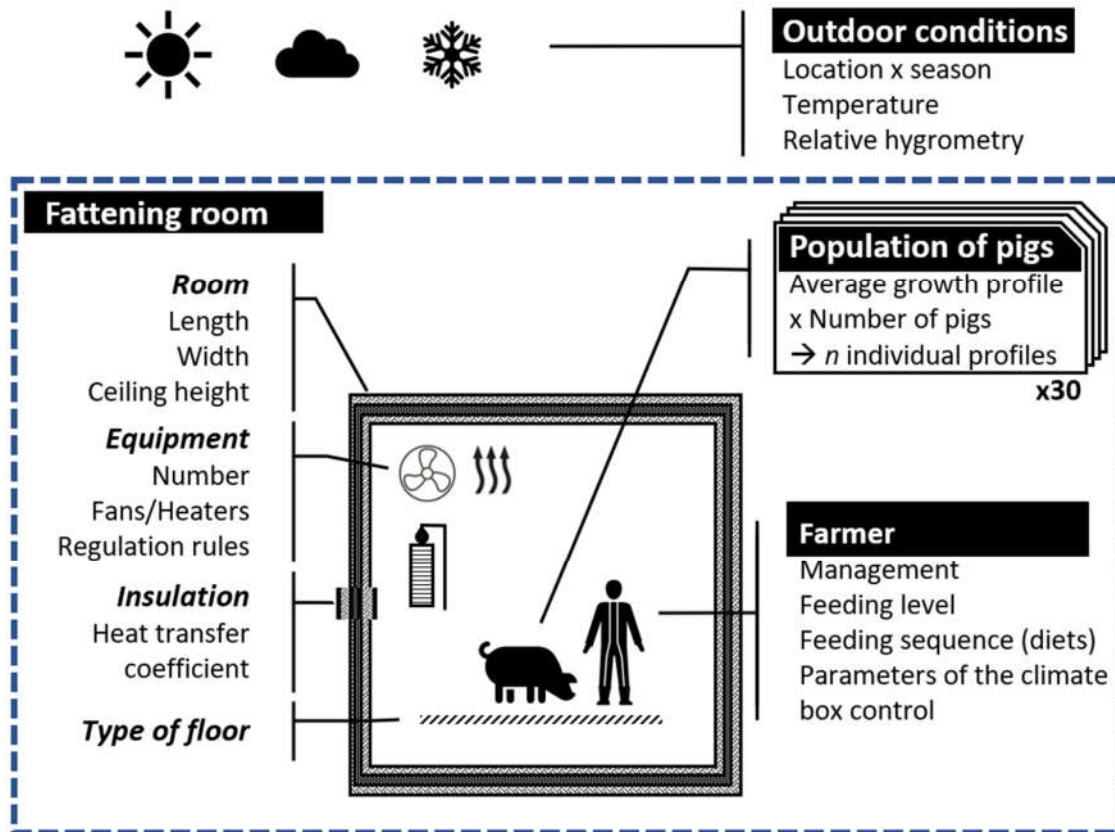 Outdoor conditions
Location x season
Temperature
Relative hygrometry
Fattening room
Room
Length
Width
Ceiling height
Equipment
Number
Fans/Heaters
Regulation rules
Insulation
Heat transfer
coefficient
Type of floor
Population of pigs
Average growth profile
x Number of pigs
→ n individual profiles
x30
Farmer
Management
Feeding level
Feeding sequence (diets)
Parameters of the climate
box control